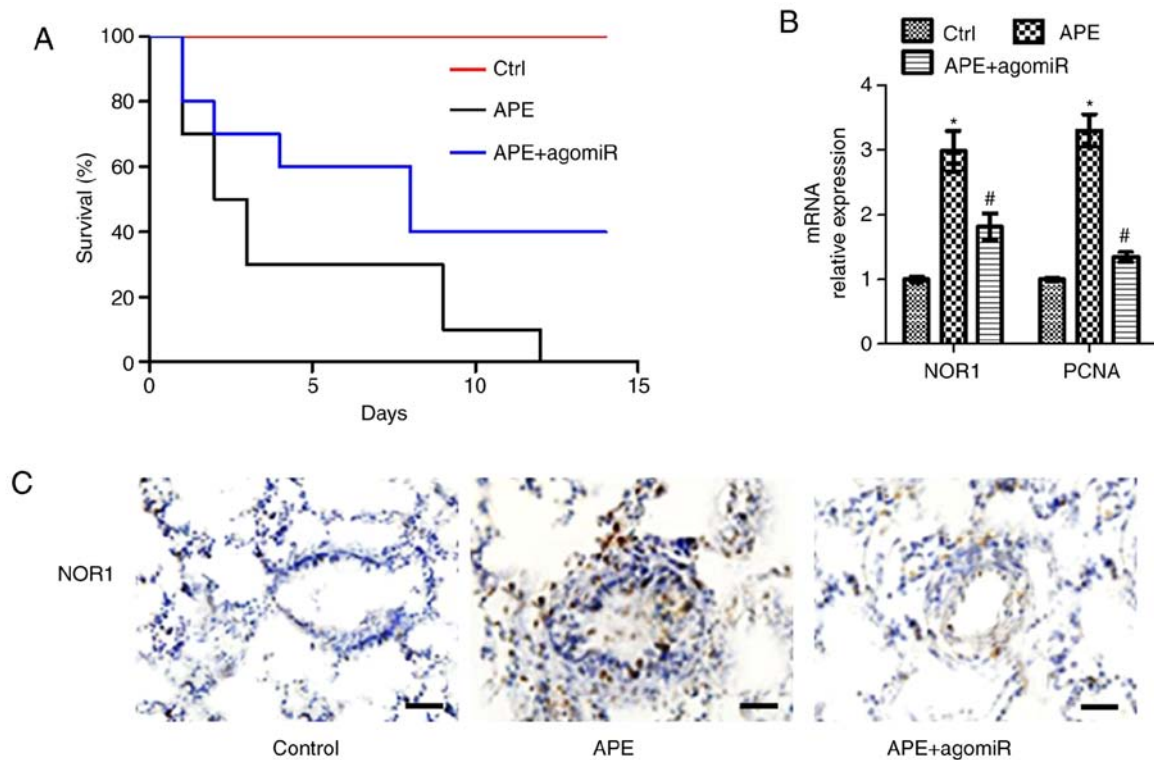 A
100
80
60
40
20
0
Survival (%)
0 5 10 15
Days
Ctrl
APE
APE+agomiR
B
Ctrl APE
APE+agomiR
4
3
2
1
0
mRNA
relative expression
* # * #
NOR1 PCNA
C
NOR1
Control APE APE+agomiR